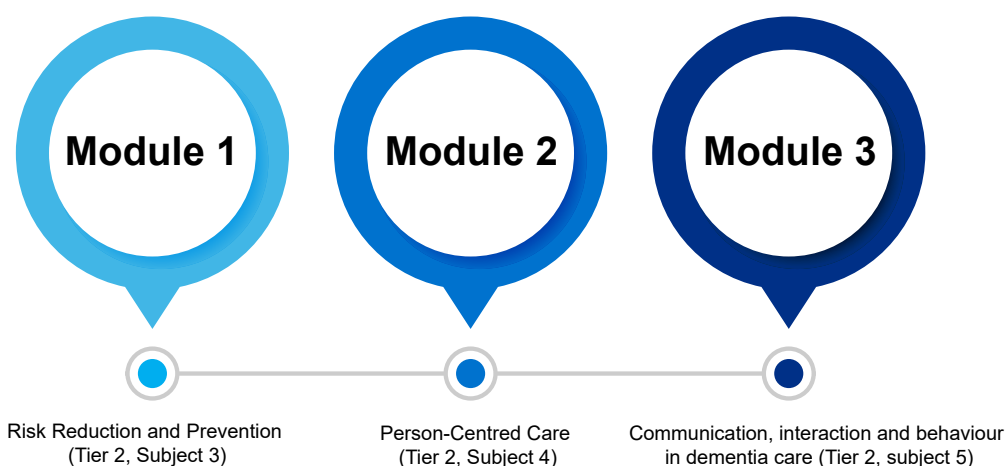 Module 1
Module 2
Module 3
Risk Reduction and Prevention
(Tier 2, Subject 3)
Person-Centred Care
(Tier 2, Subject 4)
Communication, interaction and behaviour
in dementia care (Tier 2, subject 5)